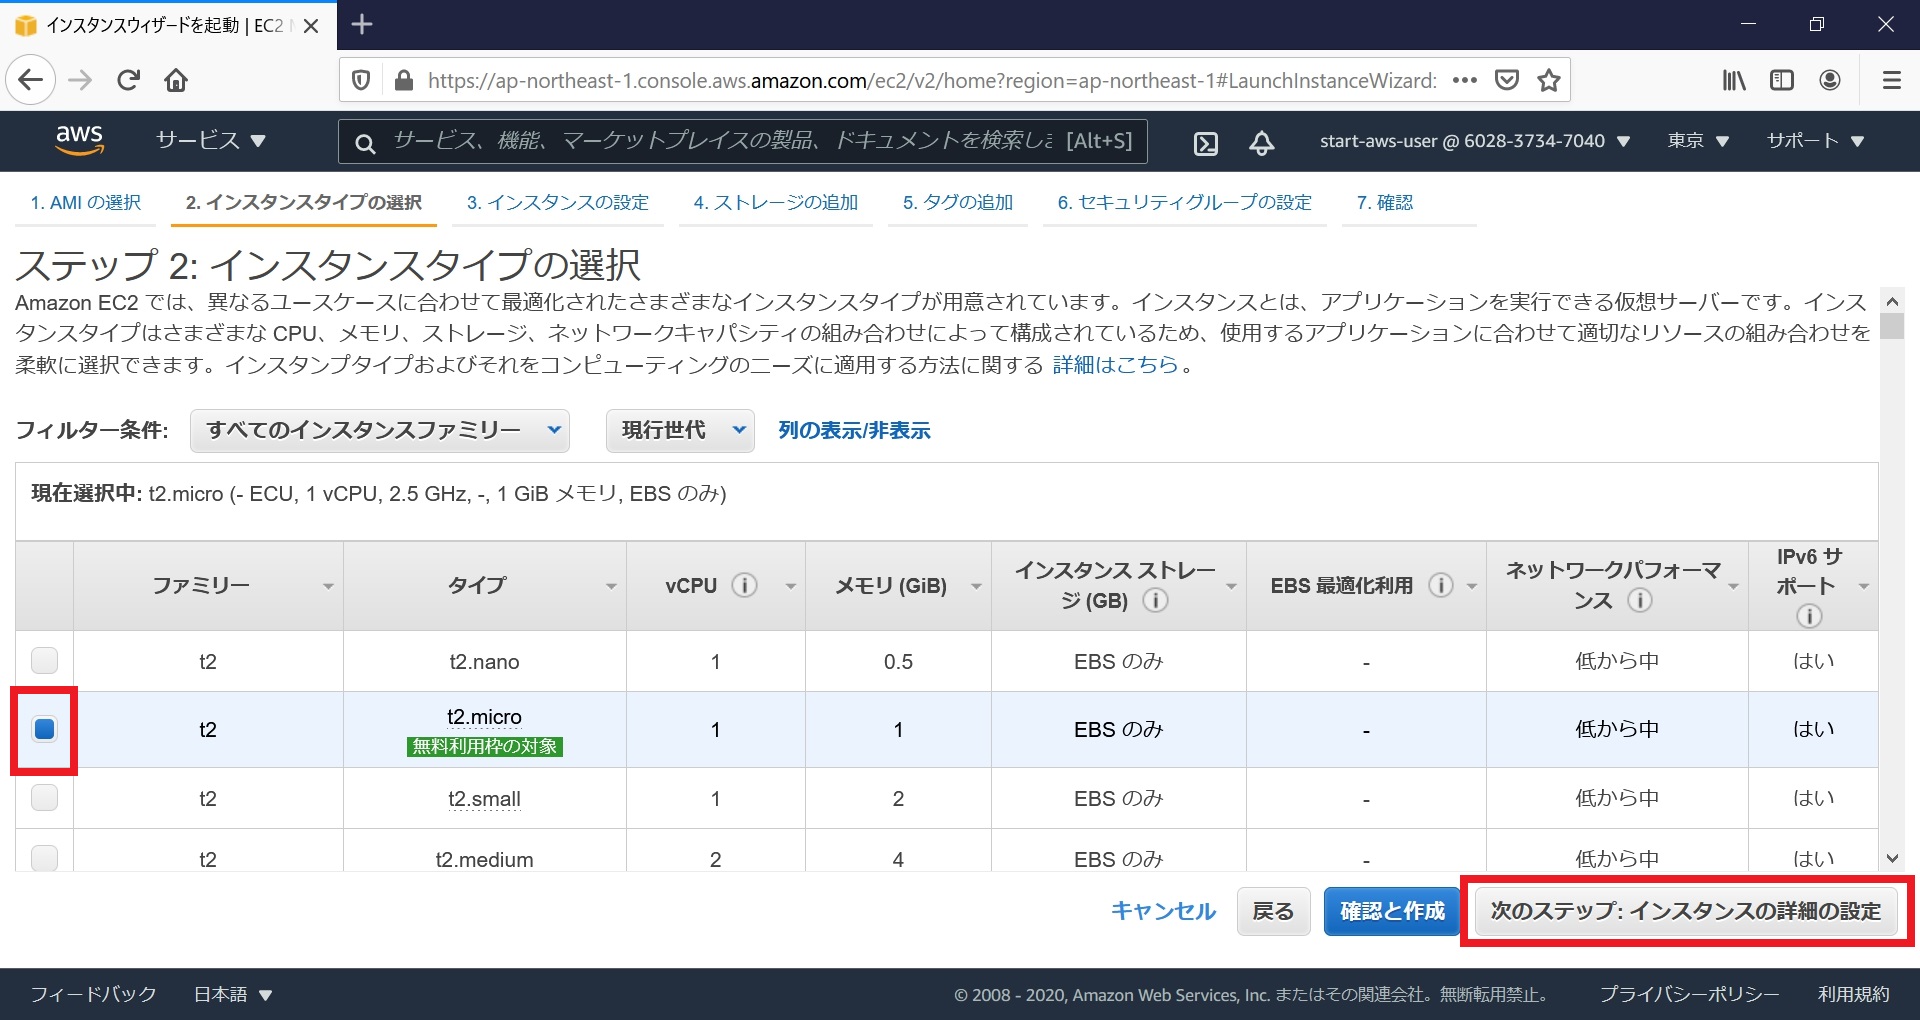 インスタンスウィザードを起動 | EC2
https://ap-northeast-1.console.aws.amazon.com/ec2/v2/home?region=ap-northeast-1#LaunchInstanceWizard:
aws
サービス
サービス、機能、マーケットプレイスの製品、ドキュメントを検索しま [Alt+S]
start-aws-user @ 6028-3734-7040
東京
サポート
1. AMI の選択
2. インスタンスタイプの選択
3. インスタンスの設定
4. ストレージの追加
5. タグの追加
6. セキュリティグループの設定
7. 確認
ステップ 2: インスタンスタイプの選択
Amazon EC2 では、異なるユースケースに合わせて最適化されたさまざまなインスタンスタイプが用意されています。インスタンスとは、アプリケーションを実行できる仮想サーバーです。インス
タンスタイプはさまざまな CPU、メモリ、ストレージ、ネットワークキャパシティの組み合わせによって構成されているため、使用するアプリケーションに合わせて適切なリソースの組み合わせを
柔軟に選択できます。インスタンプタイプおよびそれをコンピューティングのニーズに適用する方法に関する 詳細はこちら。
フィルター条件:
すべてのインスタンスファミリー
現行世代
列の表示/非表示
現在選択中: t2.micro (- ECU, 1 vCPU, 2.5 GHz, -, 1 GiB メモリ, EBS のみ)
ファミリー
タイプ
vCPU
メモリ (GiB)
インスタンス ストレー
ジ (GB)
EBS 最適化利用
ネットワークパフォーマ
ンス
IPv6 サ
ポート
t2 t2.nano 1 0.5 EBS のみ - 低から中 はい
t2 t2.micro 1 1 EBS のみ - 低から中 はい
無料利用枠の対象
t2 t2.small 1 2 EBS のみ - 低から中 はい
t2 t2.medium 2 4 EBS のみ - 低から中 はい
キャンセル
戻る
確認と作成
次のステップ: インスタンスの詳細の設定
フィードバック
日本語
© 2008 - 2020, Amazon Web Services, Inc. またはその関連会社。無断転用禁止。
プライバシーポリシー
利用規約